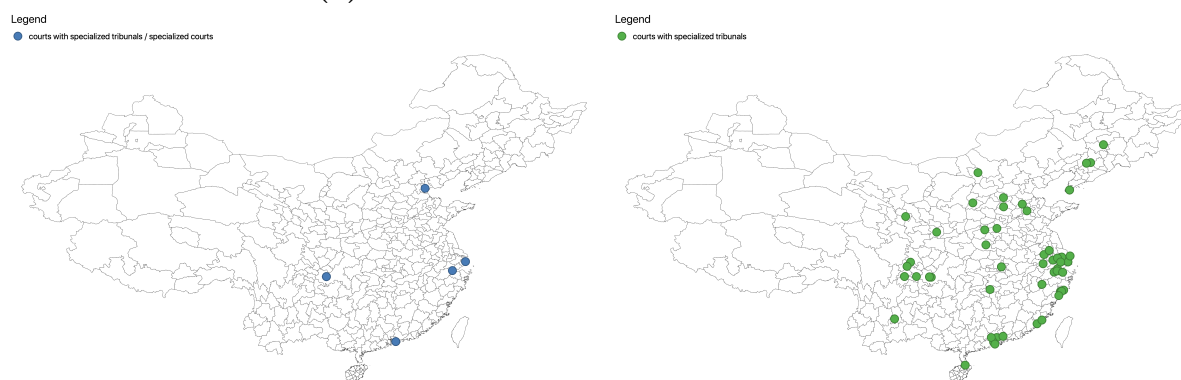 Legend
courts with specialized tribunals / specialized courts
Legend
courts with specialized tribunals